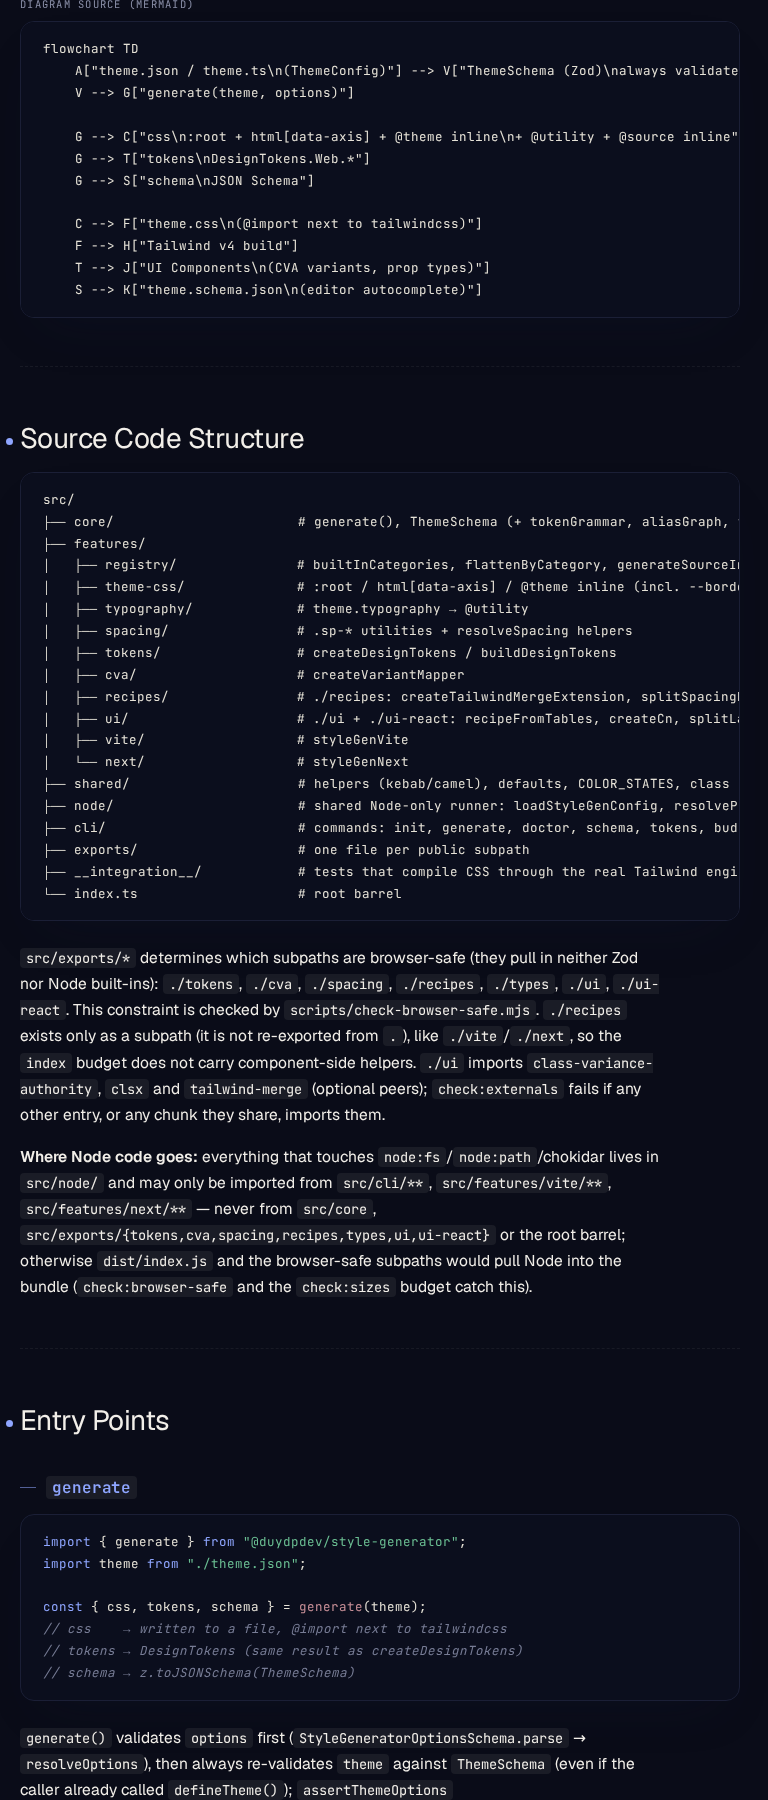 DIAGRAM SOURCE (MERMAID)
flowchart TD
    A["theme.json / theme.ts\n(ThemeConfig)"] --> V["ThemeSchema (Zod)\nalways validate
    V --> G["generate(theme, options)"]

    G --> C["css\n:root + html[data-axis] + @theme inline\n+ @utility + @source inline"
    G --> T["tokens\nDesignTokens.Web.*"]
    G --> S["schema\nJSON Schema"]

    C --> F["theme.css\n(@import next to tailwindcss)"]
    F --> H["Tailwind v4 build"]
    T --> J["UI Components\n(CVA variants, prop types)"]
    S --> K["theme.schema.json\n(editor autocomplete)"]
Source Code Structure
src/
├── core/                       # generate(), ThemeSchema (+ tokenGrammar, aliasGraph,
├── features/
│   ├── registry/               # builtInCategories, flattenByCategory, generateSourceIn
│   ├── theme-css/              # :root / html[data-axis] / @theme inline (incl. --borde
│   ├── typography/             # theme.typography → @utility
│   ├── spacing/                # .sp-* utilities + resolveSpacing helpers
│   ├── tokens/                 # createDesignTokens / buildDesignTokens
│   ├── cva/                    # createVariantMapper
│   ├── recipes/                # ./recipes: createTailwindMergeExtension, splitSpacing
│   ├── ui/                     # ./ui + ./ui-react: recipeFromTables, createCn, splitLa
│   ├── vite/                   # styleGenVite
│   └── next/                   # styleGenNext
├── shared/                     # helpers (kebab/camel), defaults, COLOR_STATES, class
├── node/                       # shared Node-only runner: loadStyleGenConfig, resolveP
├── cli/                        # commands: init, generate, doctor, schema, tokens, bud
├── exports/                    # one file per public subpath
├── __integration__/            # tests that compile CSS through the real Tailwind engi
└── index.ts                    # root barrel
src/exports/* determines which subpaths are browser-safe (they pull in neither Zod
nor Node built-ins): ./tokens, ./cva, ./spacing, ./recipes, ./types, ./ui, ./ui-
react. This constraint is checked by scripts/check-browser-safe.mjs. ./recipes
exists only as a subpath (it is not re-exported from .), like ./vite/./next, so the
index budget does not carry component-side helpers. ./ui imports class-variance-
authority, clsx and tailwind-merge (optional peers); check:externals fails if any
other entry, or any chunk they share, imports them.
Where Node code goes: everything that touches node:fs/node:path/chokidar lives in
src/node/ and may only be imported from src/cli/**, src/features/vite/**,
src/features/next/** — never from src/core,
src/exports/{tokens,cva,spacing,recipes,types,ui,ui-react} or the root barrel;
otherwise dist/index.js and the browser-safe subpaths would pull Node into the
bundle (check:browser-safe and the check:sizes budget catch this).
Entry Points
— generate
import { generate } from "@duydpdev/style-generator";
import theme from "./theme.json";

const { css, tokens, schema } = generate(theme);
// css    → written to a file, @import next to tailwindcss
// tokens → DesignTokens (same result as createDesignTokens)
// schema → z.toJSONSchema(ThemeSchema)
generate() validates options first (StyleGeneratorOptionsSchema.parse →
resolveOptions), then always re-validates theme against ThemeSchema (even if the
caller already called defineTheme()); assertThemeOptions